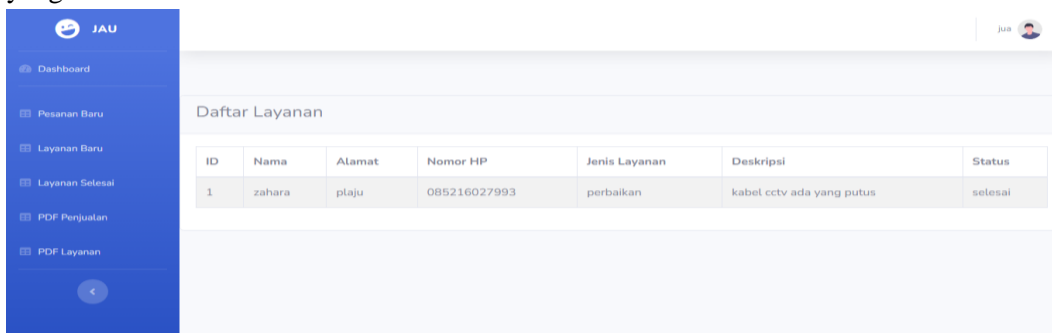 JAU
jua
Dashboard
Pesanan Baru
Layanan Baru
Layanan Selesai
PDF Penjualan
PDF Layanan
Daftar Layanan
ID Nama Alamat Nomor HP Jenis Layanan Deskripsi Status
1 zahara plaju 085216027993 perbaikan kabel cctv ada yang putus selesai